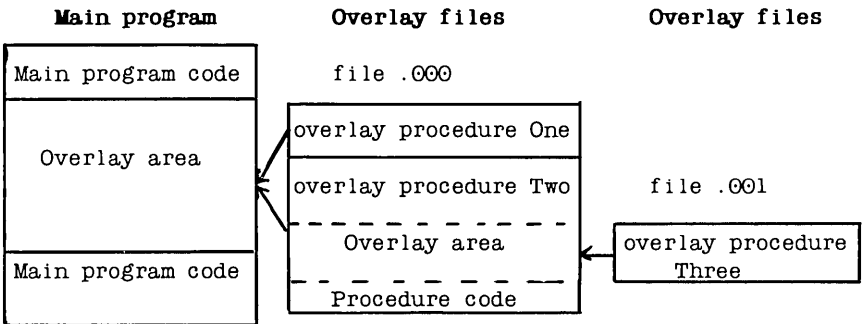 Main program Overlay files Overlay files
Main program code
file .000
overlay procedure One
Overlay area
overlay procedure Two
file .001
Overlay area
overlay procedure
Three
Main program code
Procedure code